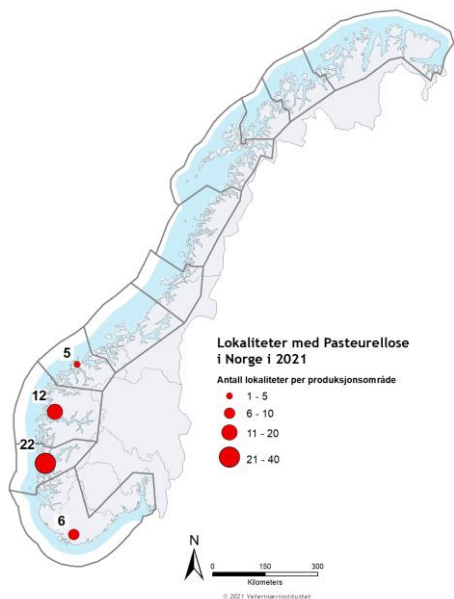 5
12
22
6
Lokaliteter med Pasteurellose
i Norge i 2021
Antall lokaliteter per produksjonsområde
1 - 5
6 - 10
11 - 20
21 - 40
N
0 150 300
Kilometers
© 2021 Veterinærinstituttet